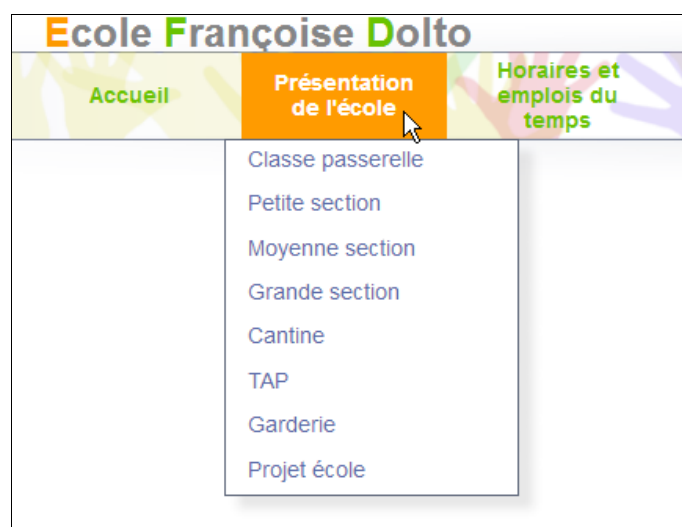 Ecole Françoise Dolto
Accueil
Présentation
de l'école
Horaires et
emplois du
temps
Classe passerelle
Petite section
Moyenne section
Grande section
Cantine
TAP
Garderie
Projet école